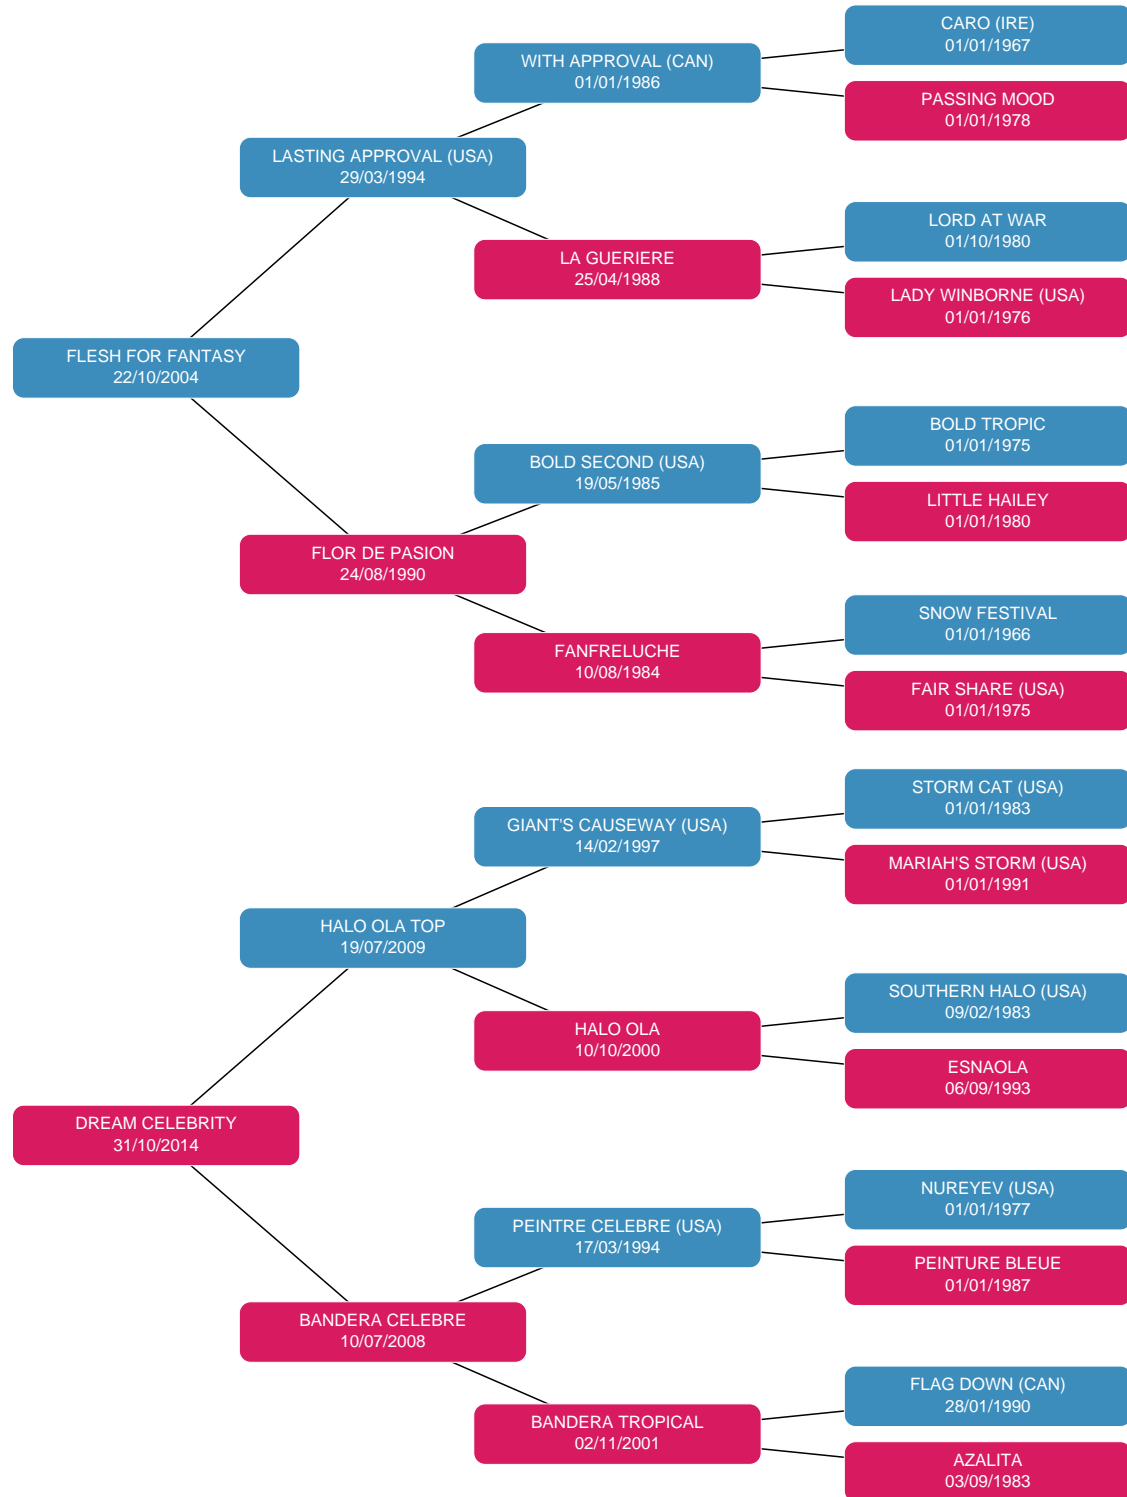 CARO (IRE)
01/01/1967
WITH APPROVAL (CAN)
01/01/1986
PASSING MOOD
01/01/1978
LASTING APPROVAL (USA)
29/03/1994
LORD AT WAR
01/10/1980
LA GUERIERE
25/04/1988
LADY WINBORNE (USA)
01/01/1976
FLESH FOR FANTASY
22/10/2004
BOLD TROPIC
01/01/1975
BOLD SECOND (USA)
19/05/1985
LITTLE HAILEY
01/01/1980
FLOR DE PASION
24/08/1990
SNOW FESTIVAL
01/01/1966
FANFRELUCHE
10/08/1984
FAIR SHARE (USA)
01/01/1975
STORM CAT (USA)
01/01/1983
GIANT'S CAUSEWAY (USA)
14/02/1997
MARIAH'S STORM (USA)
01/01/1991
HALO OLA TOP
19/07/2009
SOUTHERN HALO (USA)
09/02/1983
HALO OLA
10/10/2000
ESNAOLA
06/09/1993
DREAM CELEBRITY
31/10/2014
NUREYEV (USA)
01/01/1977
PEINTRE CELEBRE (USA)
17/03/1994
PEINTURE BLEUE
01/01/1987
BANDERA CELEBRE
10/07/2008
FLAG DOWN (CAN)
28/01/1990
BANDERA TROPICAL
02/11/2001
AZALITA
03/09/1983